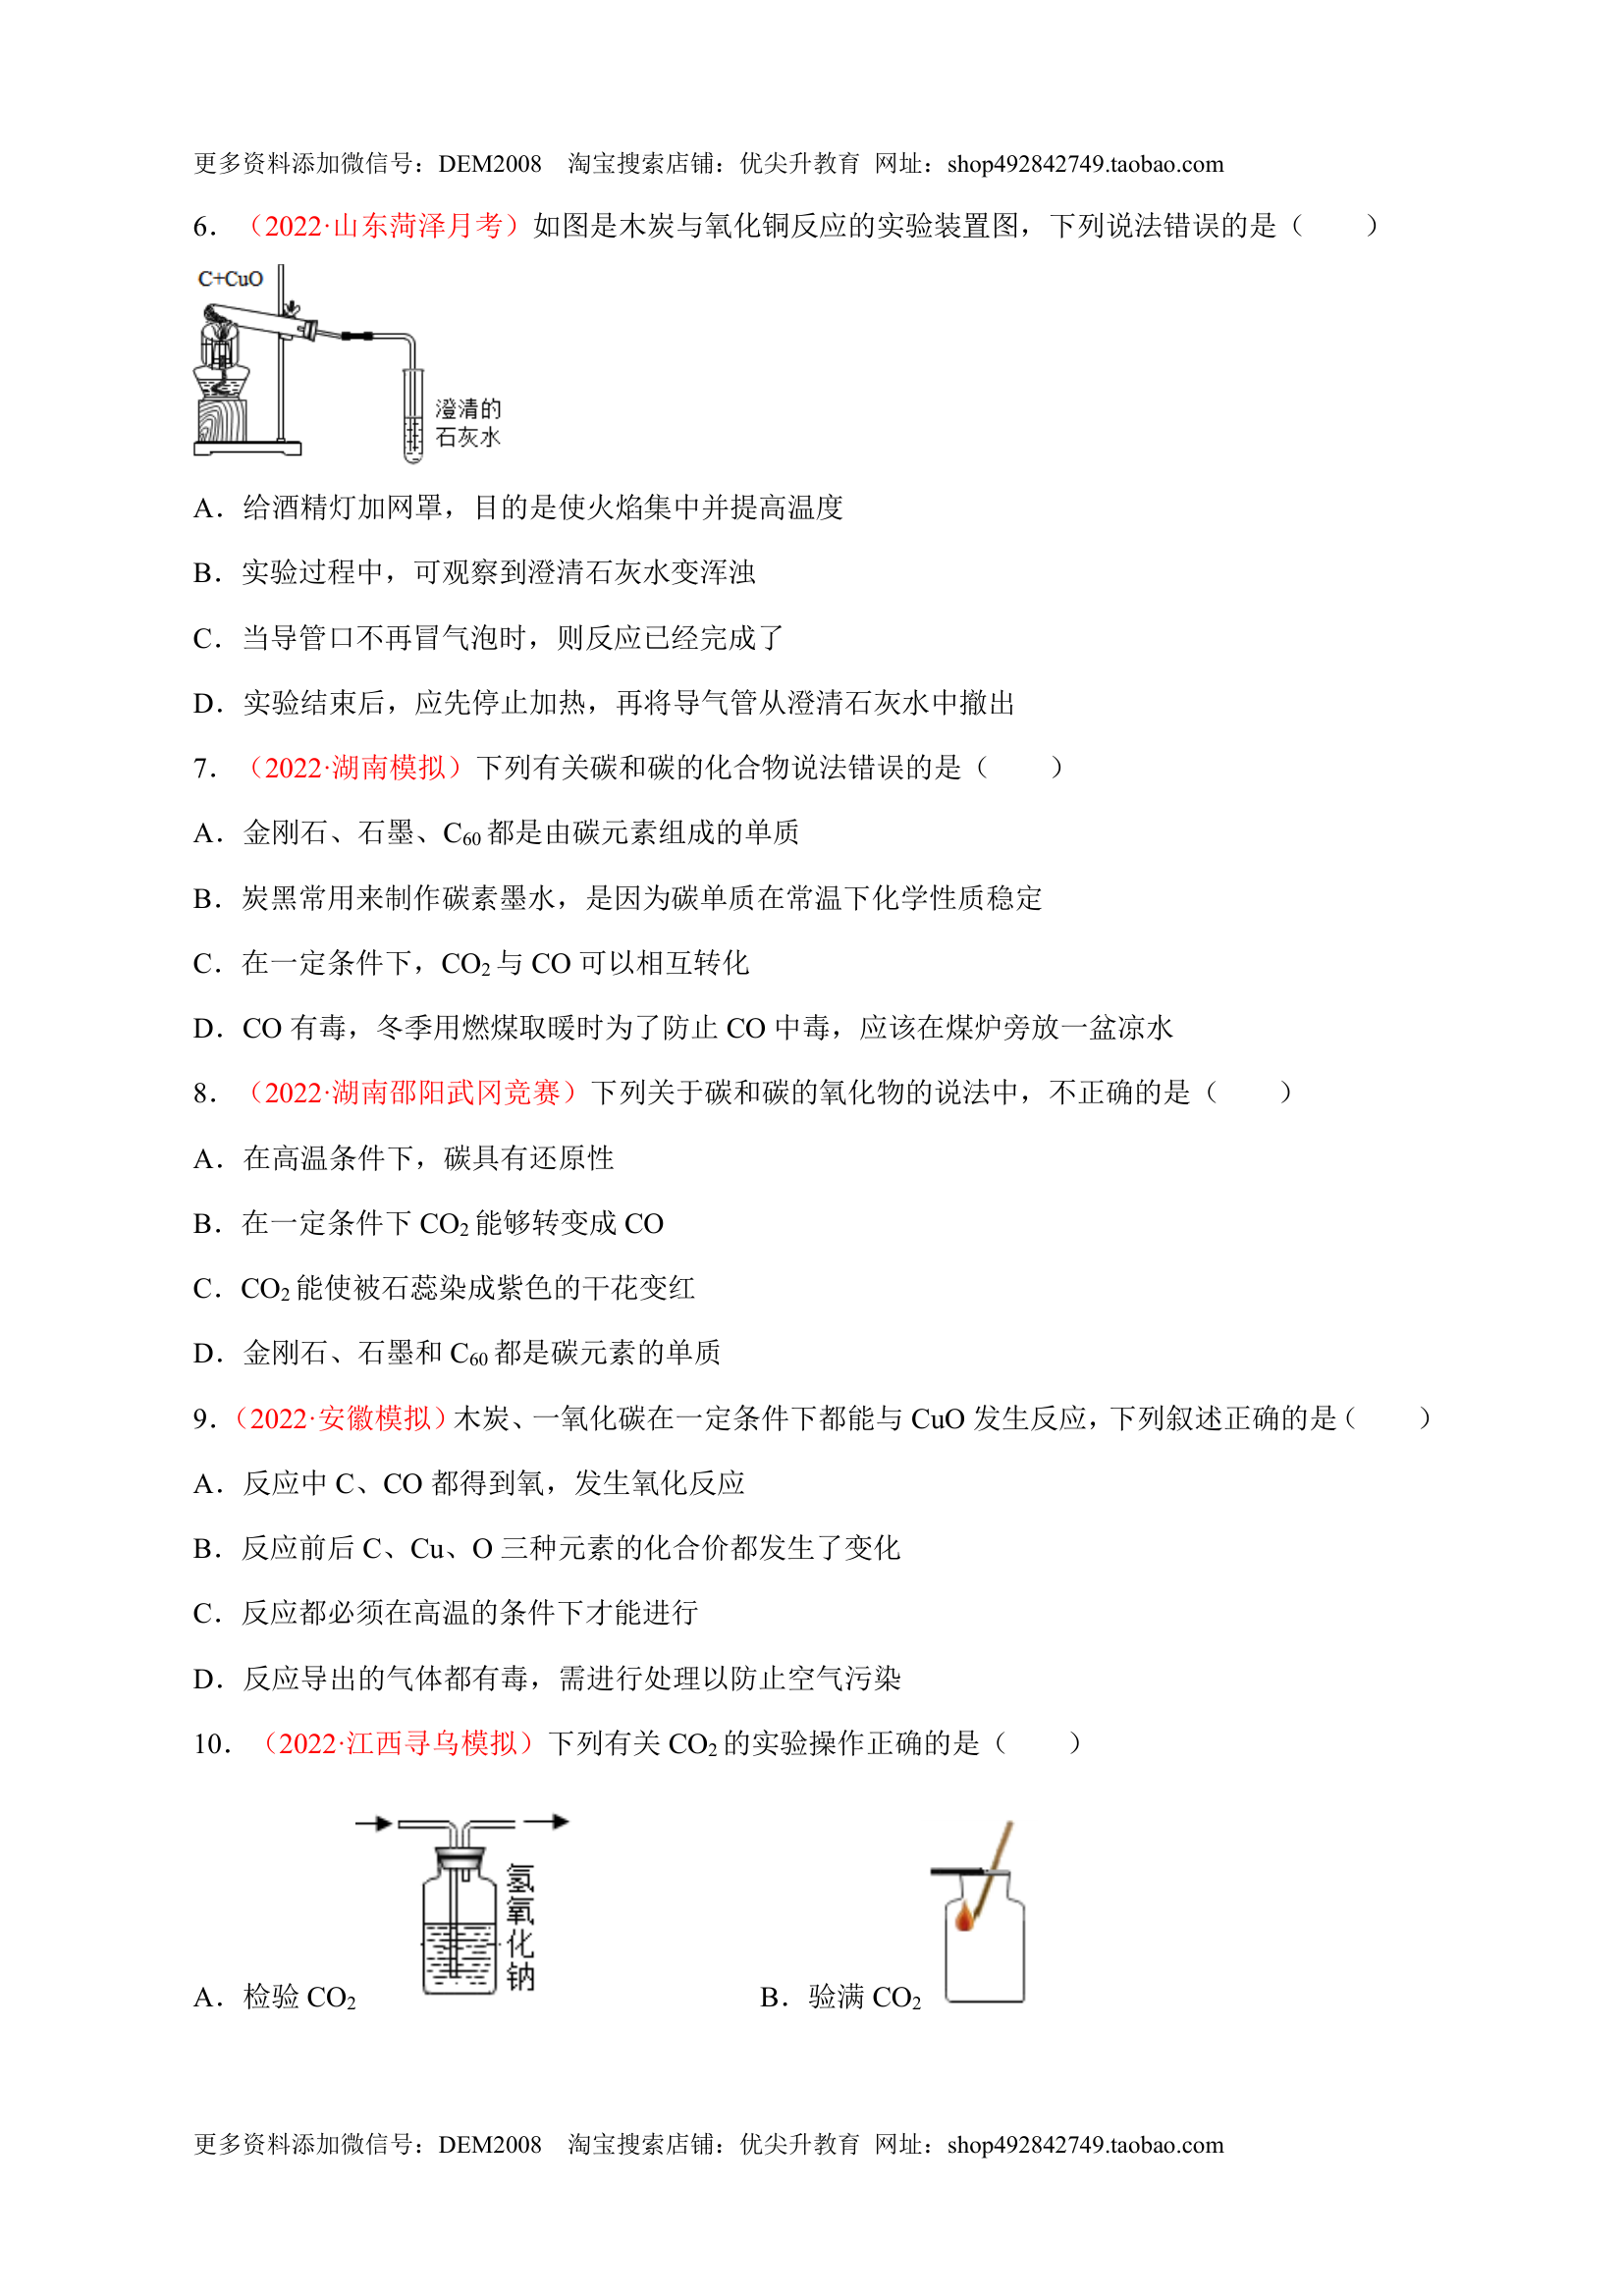 更多资料添加微信号：DEM2008 淘宝搜索店铺：优尖升教育 网址：shop492842749.taobao.com
6．（2022·山东菏泽月考）如图是木炭与氧化铜反应的实验装置图，下列说法错误的是（　　）
C+CuO
澄清的
石灰水
A．给酒精灯加网罩，目的是使火焰集中并提高温度
B．实验过程中，可观察到澄清石灰水变浑浊
C．当导管口不再冒气泡时，则反应已经完成了
D．实验结束后，应先停止加热，再将导气管从澄清石灰水中撤出
7．（2022·湖南模拟）下列有关碳和碳的化合物说法错误的是（　　）
A．金刚石、石墨、C₆₀都是由碳元素组成的单质
B．炭黑常用来制作碳素墨水，是因为碳单质在常温下化学性质稳定
C．在一定条件下，CO₂与 CO 可以相互转化
D．CO 有毒，冬季用燃煤取暖时为了防止 CO 中毒，应该在煤炉旁放一盆凉水
8．（2022·湖南邵阳武冈竞赛）下列关于碳和碳的氧化物的说法中，不正确的是（　　）
A．在高温条件下，碳具有还原性
B．在一定条件下 CO₂能够转变成 CO
C．CO₂能使被石蕊染成紫色的干花变红
D．金刚石、石墨和 C₆₀都是碳元素的单质
9．（2022·安徽模拟）木炭、一氧化碳在一定条件下都能与 CuO 发生反应，下列叙述正确的是（　　）
A．反应中 C、CO 都得到氧，发生氧化反应
B．反应前后 C、Cu、O 三种元素的化合价都发生了变化
C．反应都必须在高温的条件下才能进行
D．反应导出的气体都有毒，需进行处理以防止空气污染
10．（2022·江西寻乌模拟）下列有关 CO₂的实验操作正确的是（　　）
氢氧化钠
A．检验 CO₂ B．验满 CO₂
更多资料添加微信号：DEM2008 淘宝搜索店铺：优尖升教育 网址：shop492842749.taobao.com